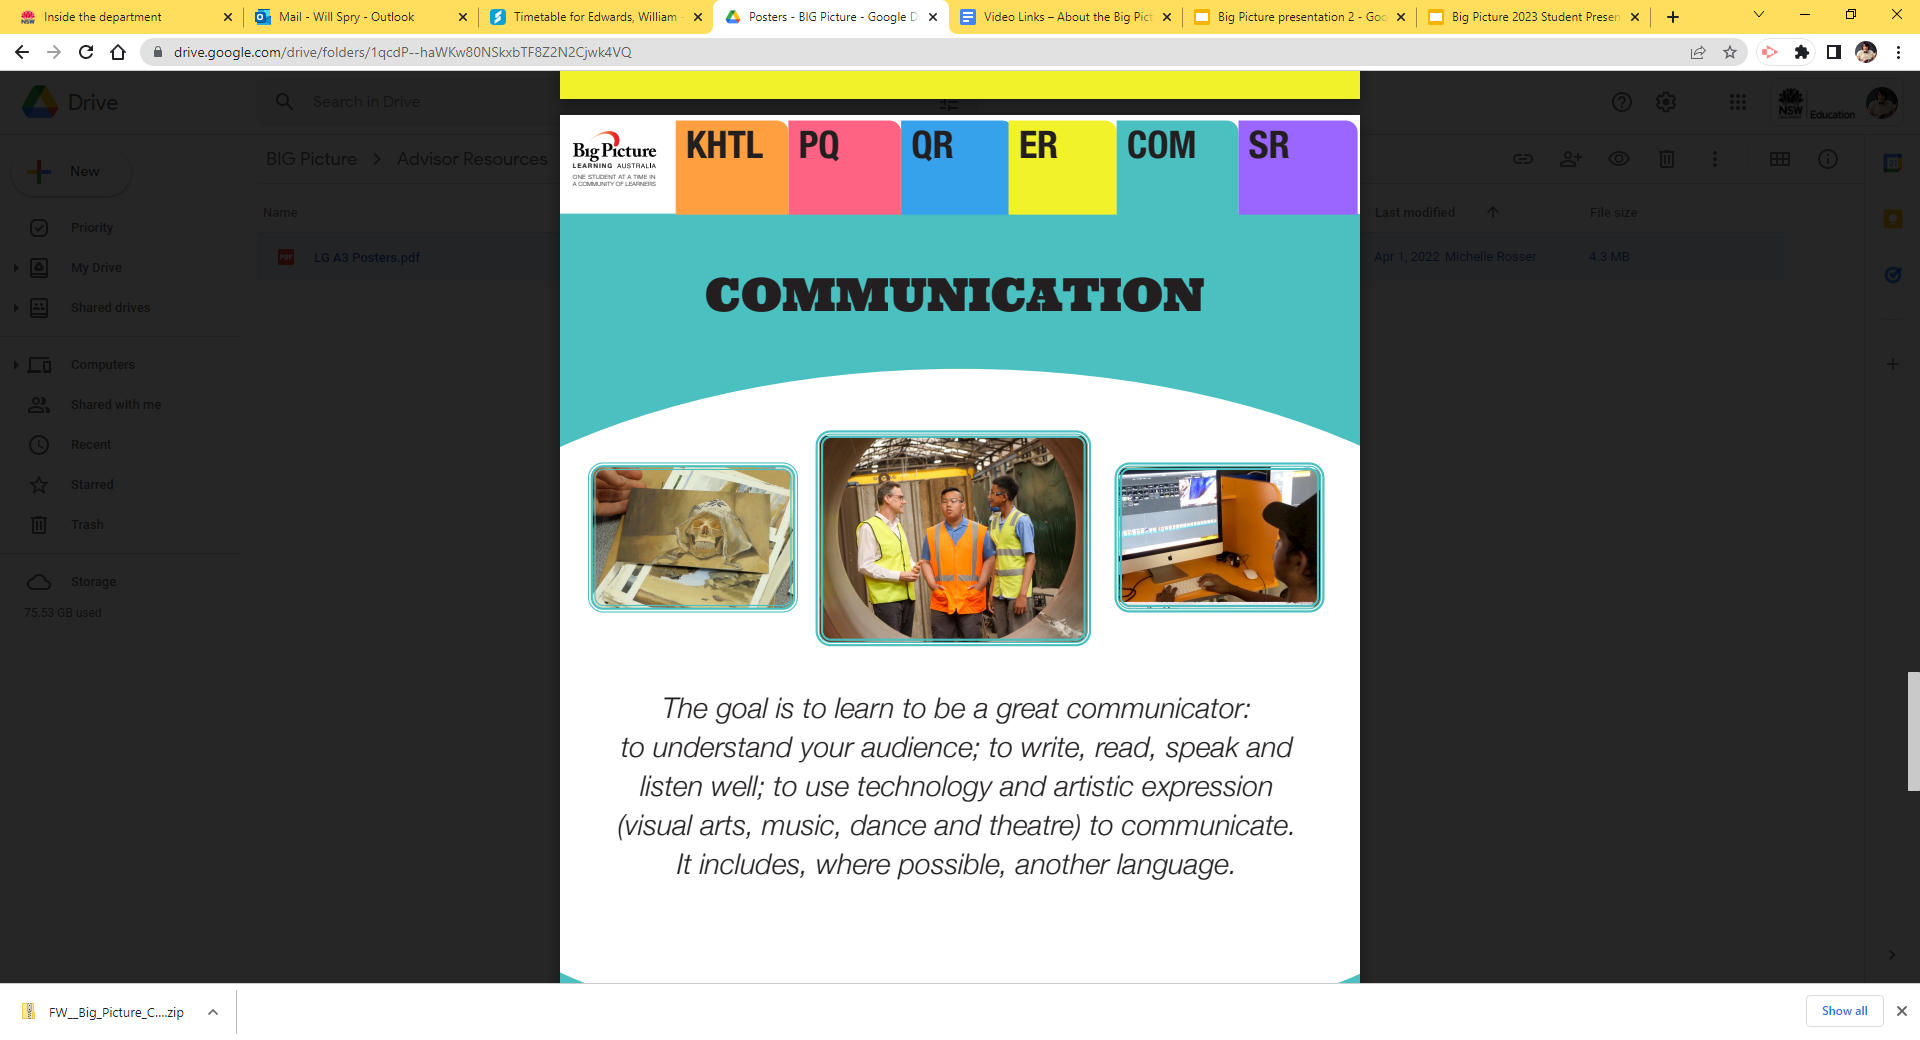 Inside the department
Mail - Will Spry - Outlook
Timetable for Edwards, William
Posters - BIG Picture - Google D
Video Links – About the Big Pict
Big Picture presentation 2 - Goo
Big Picture 2023 Student Presen
drive.google.com/drive/folders/1qcdP--haWKw80NSkxbTF8Z2N2Cjwk4VQ
Drive
Search in Drive
NSW
Education
New
BIG Picture
Advisor Resources
Name
Last modified
File size
PDF
LG A3 Posters.pdf
Apr 1, 2022 Michelle Rosser
4.3 MB
Priority
My Drive
Shared drives
Computers
Shared with me
Recent
Starred
Trash
Storage
75.53 GB used
Big Picture
LEARNING AUSTRALIA
ONE STUDENT AT A TIME IN
A COMMUNITY OF LEARNERS
KHTL
PQ
QR
ER
COM
SR
COMMUNICATION
The goal is to learn to be a great communicator:
to understand your audience; to write, read, speak and
listen well; to use technology and artistic expression
(visual arts, music, dance and theatre) to communicate.
It includes, where possible, another language.
FW__Big_Picture_C....zip
Show all